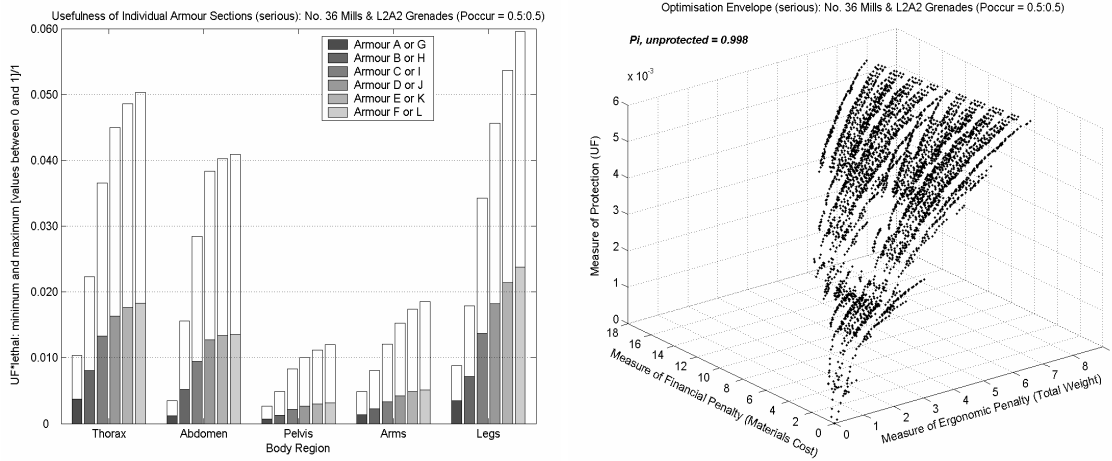 Usefulness of Individual Armour Sections (serious): No. 36 Mills & L2A2 Grenades (Poccur = 0.5:0.5)
UF*lethal: minimum and maximum [values between 0 and 1]/1
0.060
0.050
0.040
0.030
0.020
0.010
0
Armour A or G
Armour B or H
Armour C or I
Armour D or J
Armour E or K
Armour F or L
Thorax
Abdomen
Pelvis
Arms
Legs
Body Region
Optimisation Envelope (serious): No. 36 Mills & L2A2 Grenades (Poccur = 0.5:0.5)
Pi, unprotected = 0.998
x 10⁻³
Measure of Protection (UF)
6
5
4
3
2
1
0
18
16
14
12
10
8
6
4
2
0
Measure of Financial Penalty (Materials Cost)
0
1
2
3
4
5
6
7
8
Measure of Ergonomic Penalty (Total Weight)